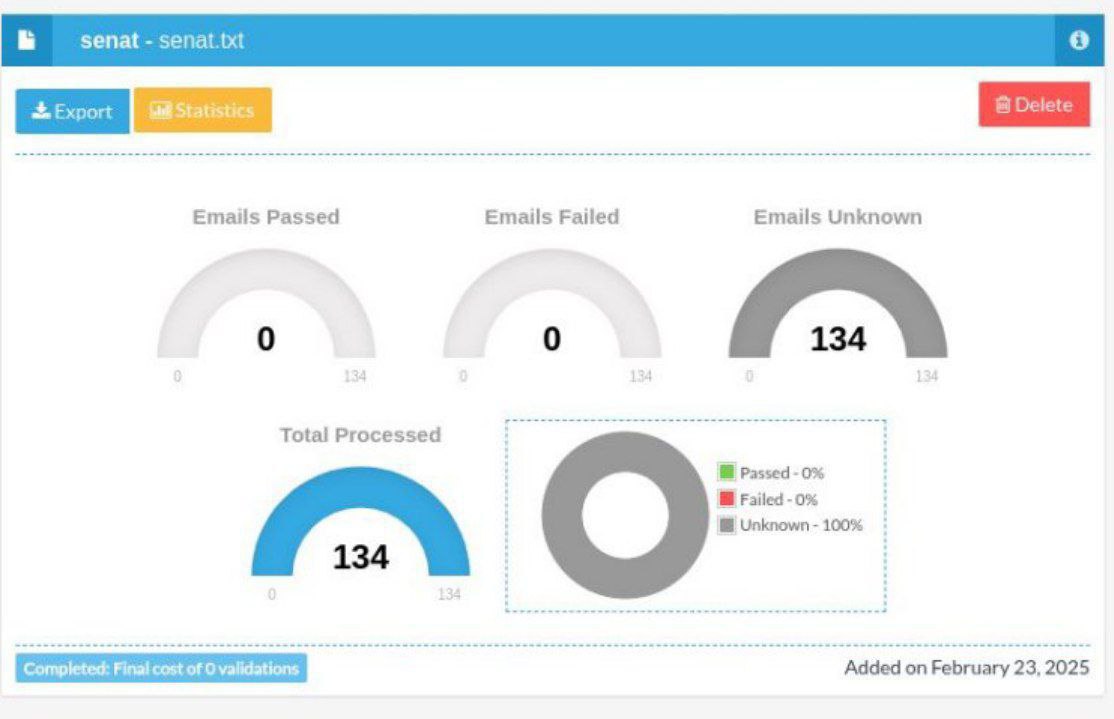 senat - senat.txt
Export Statistics Delete
Emails Passed Emails Failed Emails Unknown
0 0 134
0 134 0 134 0 134
Total Processed
134
0 134
Passed - 0%
Failed - 0%
Unknown - 100%
Completed: Final cost of 0 validations Added on February 23, 2025